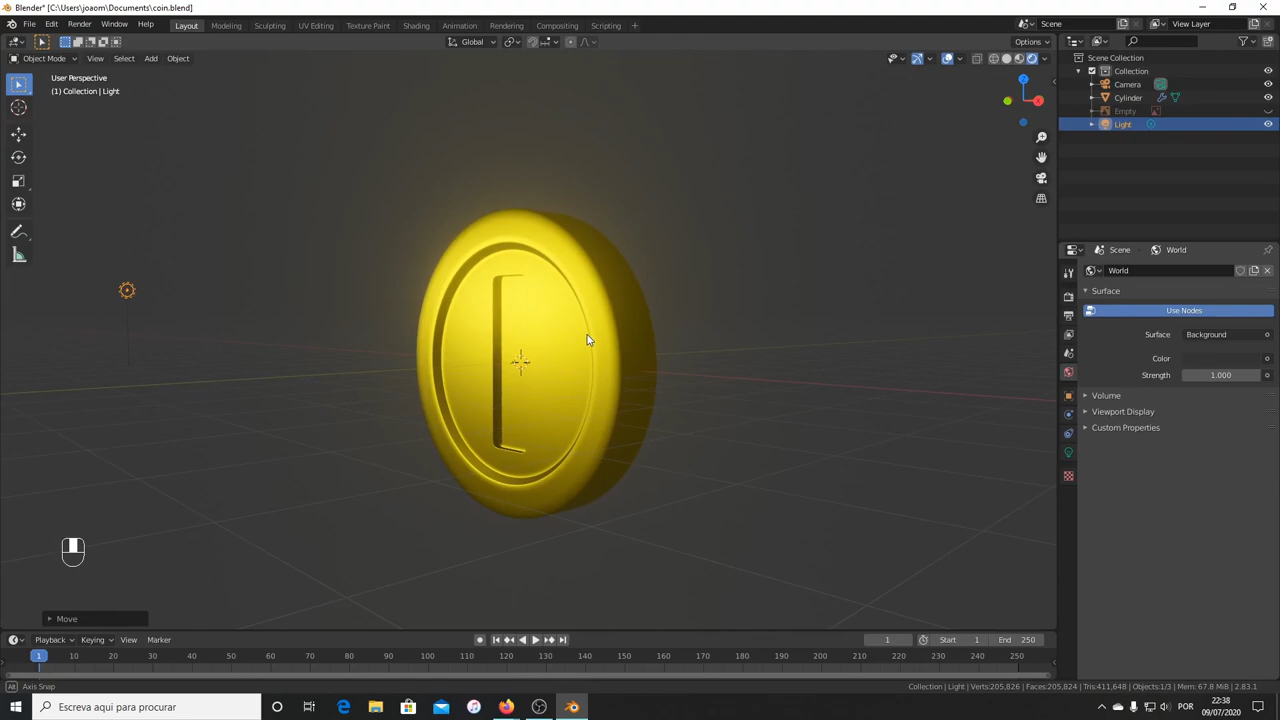 Blender* [C:\Users\joaom\Documents\coin.blend]
File Edit Render Window Help Layout Modeling Sculpting UV Editing Texture Paint Shading Animation Rendering Compositing Scripting + Scene View Layer
Global Options
Object Mode View Select Add Object
User Perspective
(1) Collection | Light
Z
X
Scene Collection
Collection
Camera
Cylinder
Empty
Light
Scene World
World
Surface
Use Nodes
Surface Background
Color
Strength 1.000
Volume
Viewport Display
Custom Properties
Move
Playback Keying View Marker 1 Start 1 End 250
1 10 20 30 40 50 60 70 80 90 100 110 120 130 140 150 160 170 180 190 200 210 220 230 240 250
Alt Axis Snap Collection | Light | Verts:205,826 | Faces:205,824 | Tris:411,648 | Objects:1/3 | Mem: 67.8 MiB | 2.83.1
Escreva aqui para procurar POR 22:38
09/07/2020